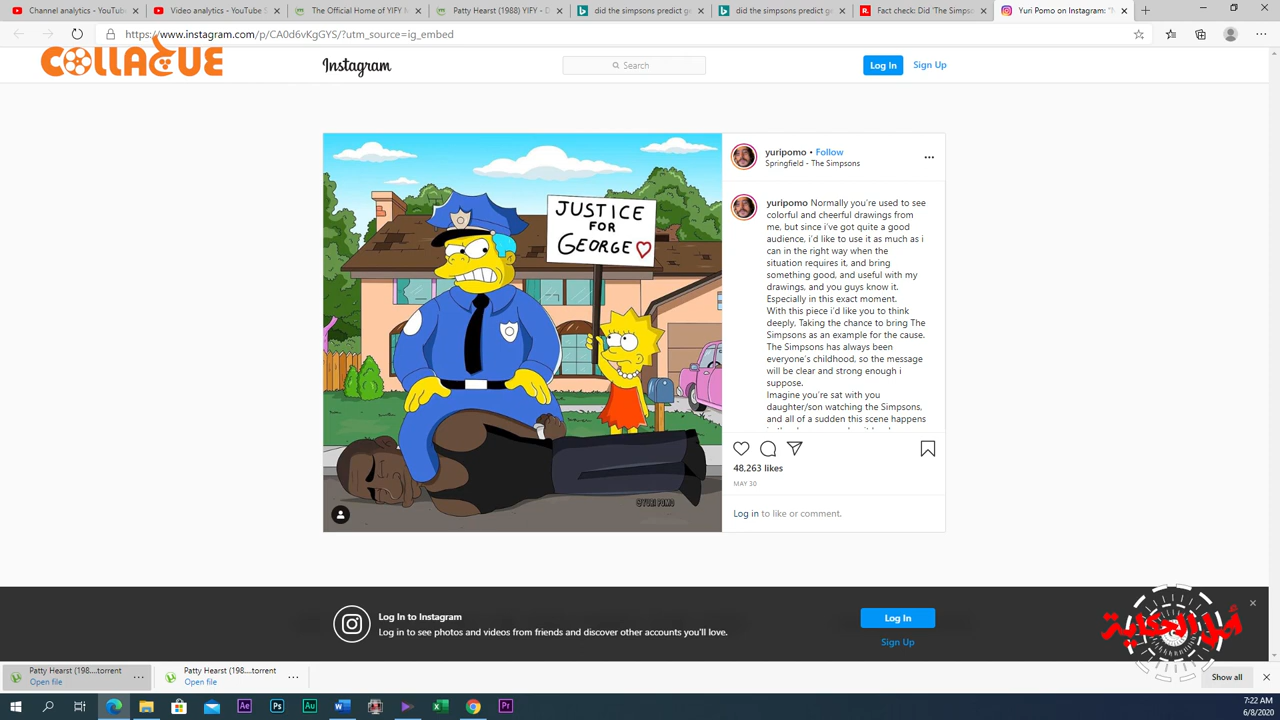 Channel analytics - YouTube S
Video analytics - YouTube S
The Official Home of YIFY M
Patty Hearst (1988) YIFY - D
did the simpsons predict ge
did the simpsons predict ge
Fact check: Did 'The Simpso
Yuri Pomo on Instagram: "N
https://www.instagram.com/p/CA0d6vKgGYS/?utm_source=ig_embed
COLLAGUE
Instagram
Search
Log In
Sign Up
JUSTICE
FOR
GEORGE
@YURI POMO
yuripomo • Follow
Springfield - The Simpsons
yuripomo Normally you're used to see
colorful and cheerful drawings from
me, but since i've got quite a good
audience, i'd like to use it as much as i
can in the right way when the
situation requires it, and bring
something good, and useful with my
drawings, and you guys know it.
Especially in this exact moment.
With this piece i'd like you to think
deeply. Taking the chance to bring The
Simpsons as an example for the cause.
The Simpsons has always been
everyone's childhood, so the message
will be clear and strong enough i
suppose.
Imagine you're sat with you
daughter/son watching the Simpsons,
and all of a sudden this scene happens
48,263 likes
MAY 30
Log in to like or comment.
Log In to Instagram
Log in to see photos and videos from friends and discover other accounts you'll love.
Log In
Sign Up
أصل الحكاية
Patty Hearst (198....torrent
Open file
Patty Hearst (198....torrent
Open file
Show all
Ae
Ps
Au
Pr
7:22 AM
6/8/2020